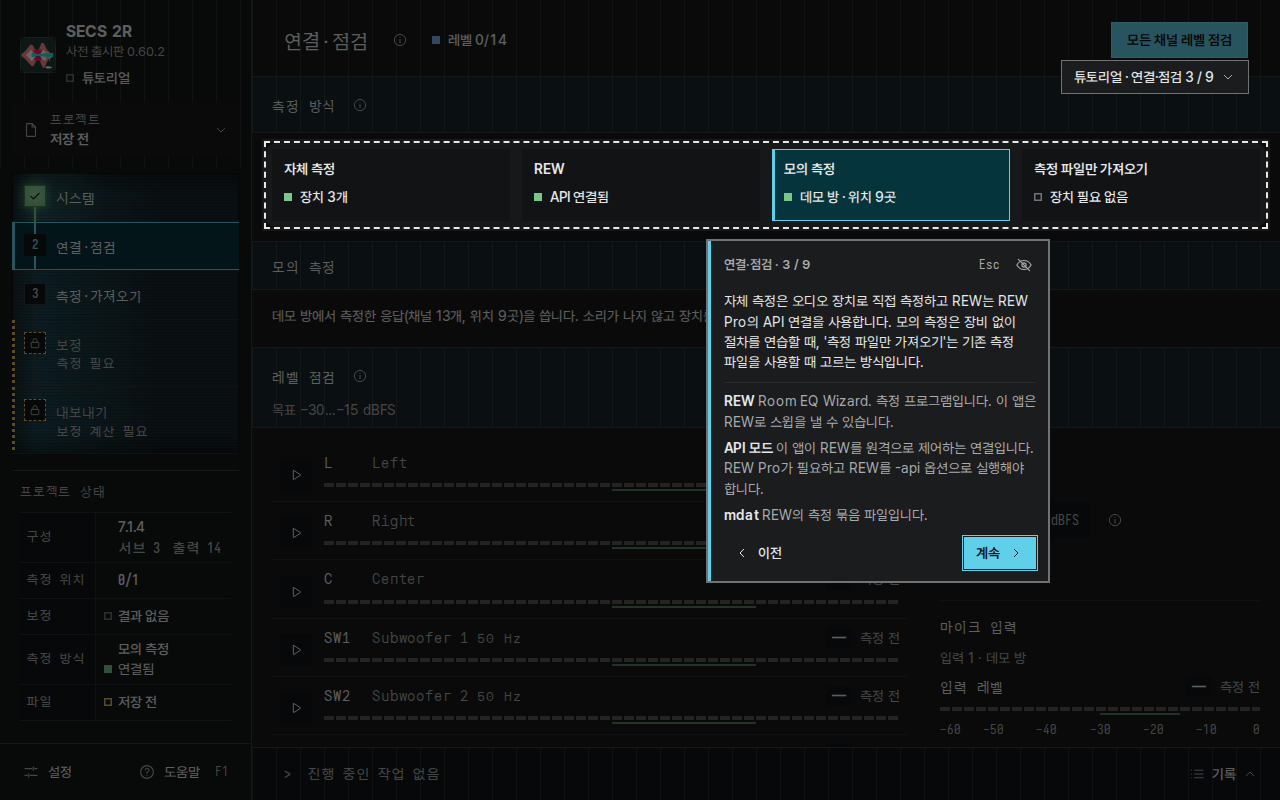 SECS 2R
사전 출시판 0.60.2
튜토리얼
프로젝트
저장 전
시스템
2 연결·점검
3 측정·가져오기
보정
측정 필요
내보내기
보정 계산 필요
프로젝트 상태
구성 7.1.4
서브 3 출력 14
측정 위치 0/1
보정 결과 없음
측정 방식 모의 측정
연결됨
파일 저장 전
설정 도움말 F1
연결·점검 레벨 0/14
모든 채널 레벨 점검
튜토리얼·연결·점검 3 / 9
측정 방식
자체 측정
장치 3개
REW
API 연결됨
모의 측정
데모 방·위치 9곳
측정 파일만 가져오기
장치 필요 없음
모의 측정
데모 방에서 측정한 응답(채널 13개, 위치 9곳)을 씁니다. 소리가 나지 않고 장치를
레벨 점검
목표 −30…−15 dBFS
L Left
R Right
C Center
SW1 Subwoofer 1 50 Hz — 측정 전
SW2 Subwoofer 2 50 Hz — 측정 전
연결·점검 · 3 / 9 Esc
자체 측정은 오디오 장치로 직접 측정하고 REW는 REW
Pro의 API 연결을 사용합니다. 모의 측정은 장비 없이
절차를 연습할 때, '측정 파일만 가져오기'는 기존 측정
파일을 사용할 때 고르는 방식입니다.
REW Room EQ Wizard. 측정 프로그램입니다. 이 앱은
REW로 스윕을 낼 수 있습니다.
API 모드 이 앱이 REW를 원격으로 제어하는 연결입니다.
REW Pro가 필요하고 REW를 -api 옵션으로 실행해야
합니다.
mdat REW의 측정 묶음 파일입니다.
이전 계속
dBFS
마이크 입력
입력 1 · 데모 방
입력 레벨 — 측정 전
−60 −50 −40 −30 −20 −10 0
> 진행 중인 작업 없음
기록